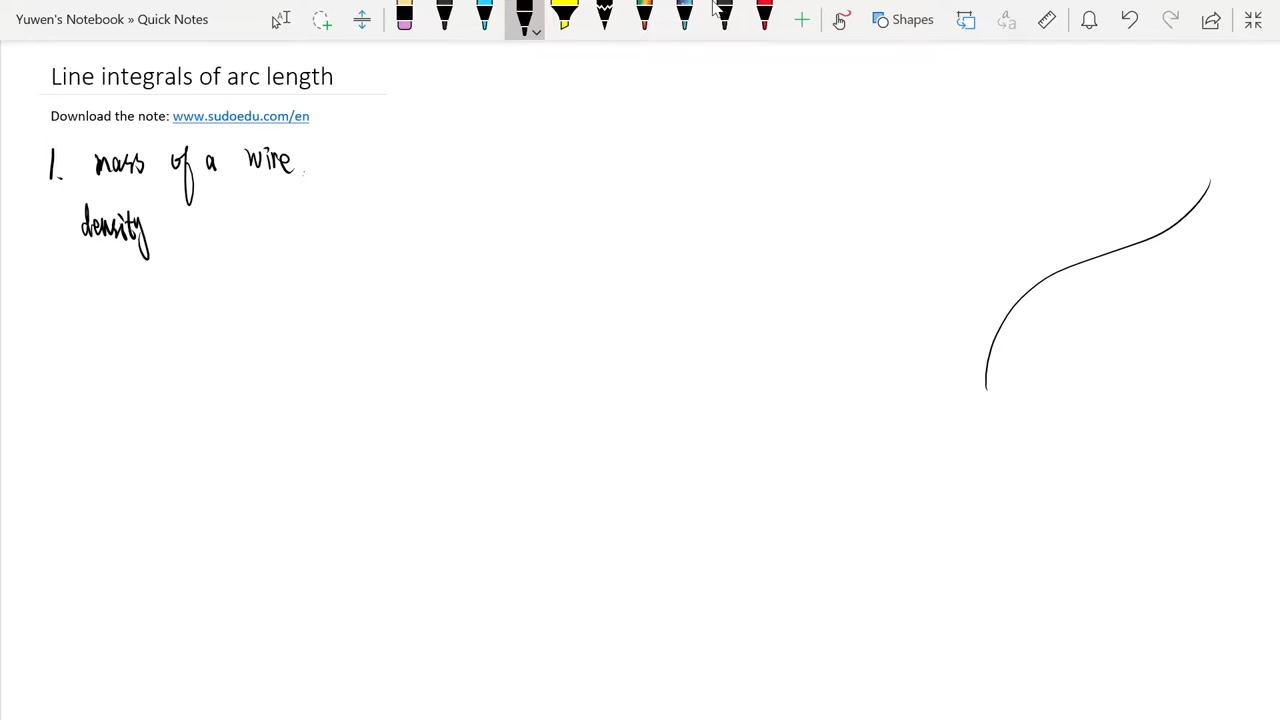 Yuwen's Notebook » Quick Notes
Shapes
Line integrals of arc length
Download the note: www.sudoedu.com/en
1. mass of a wire.
density